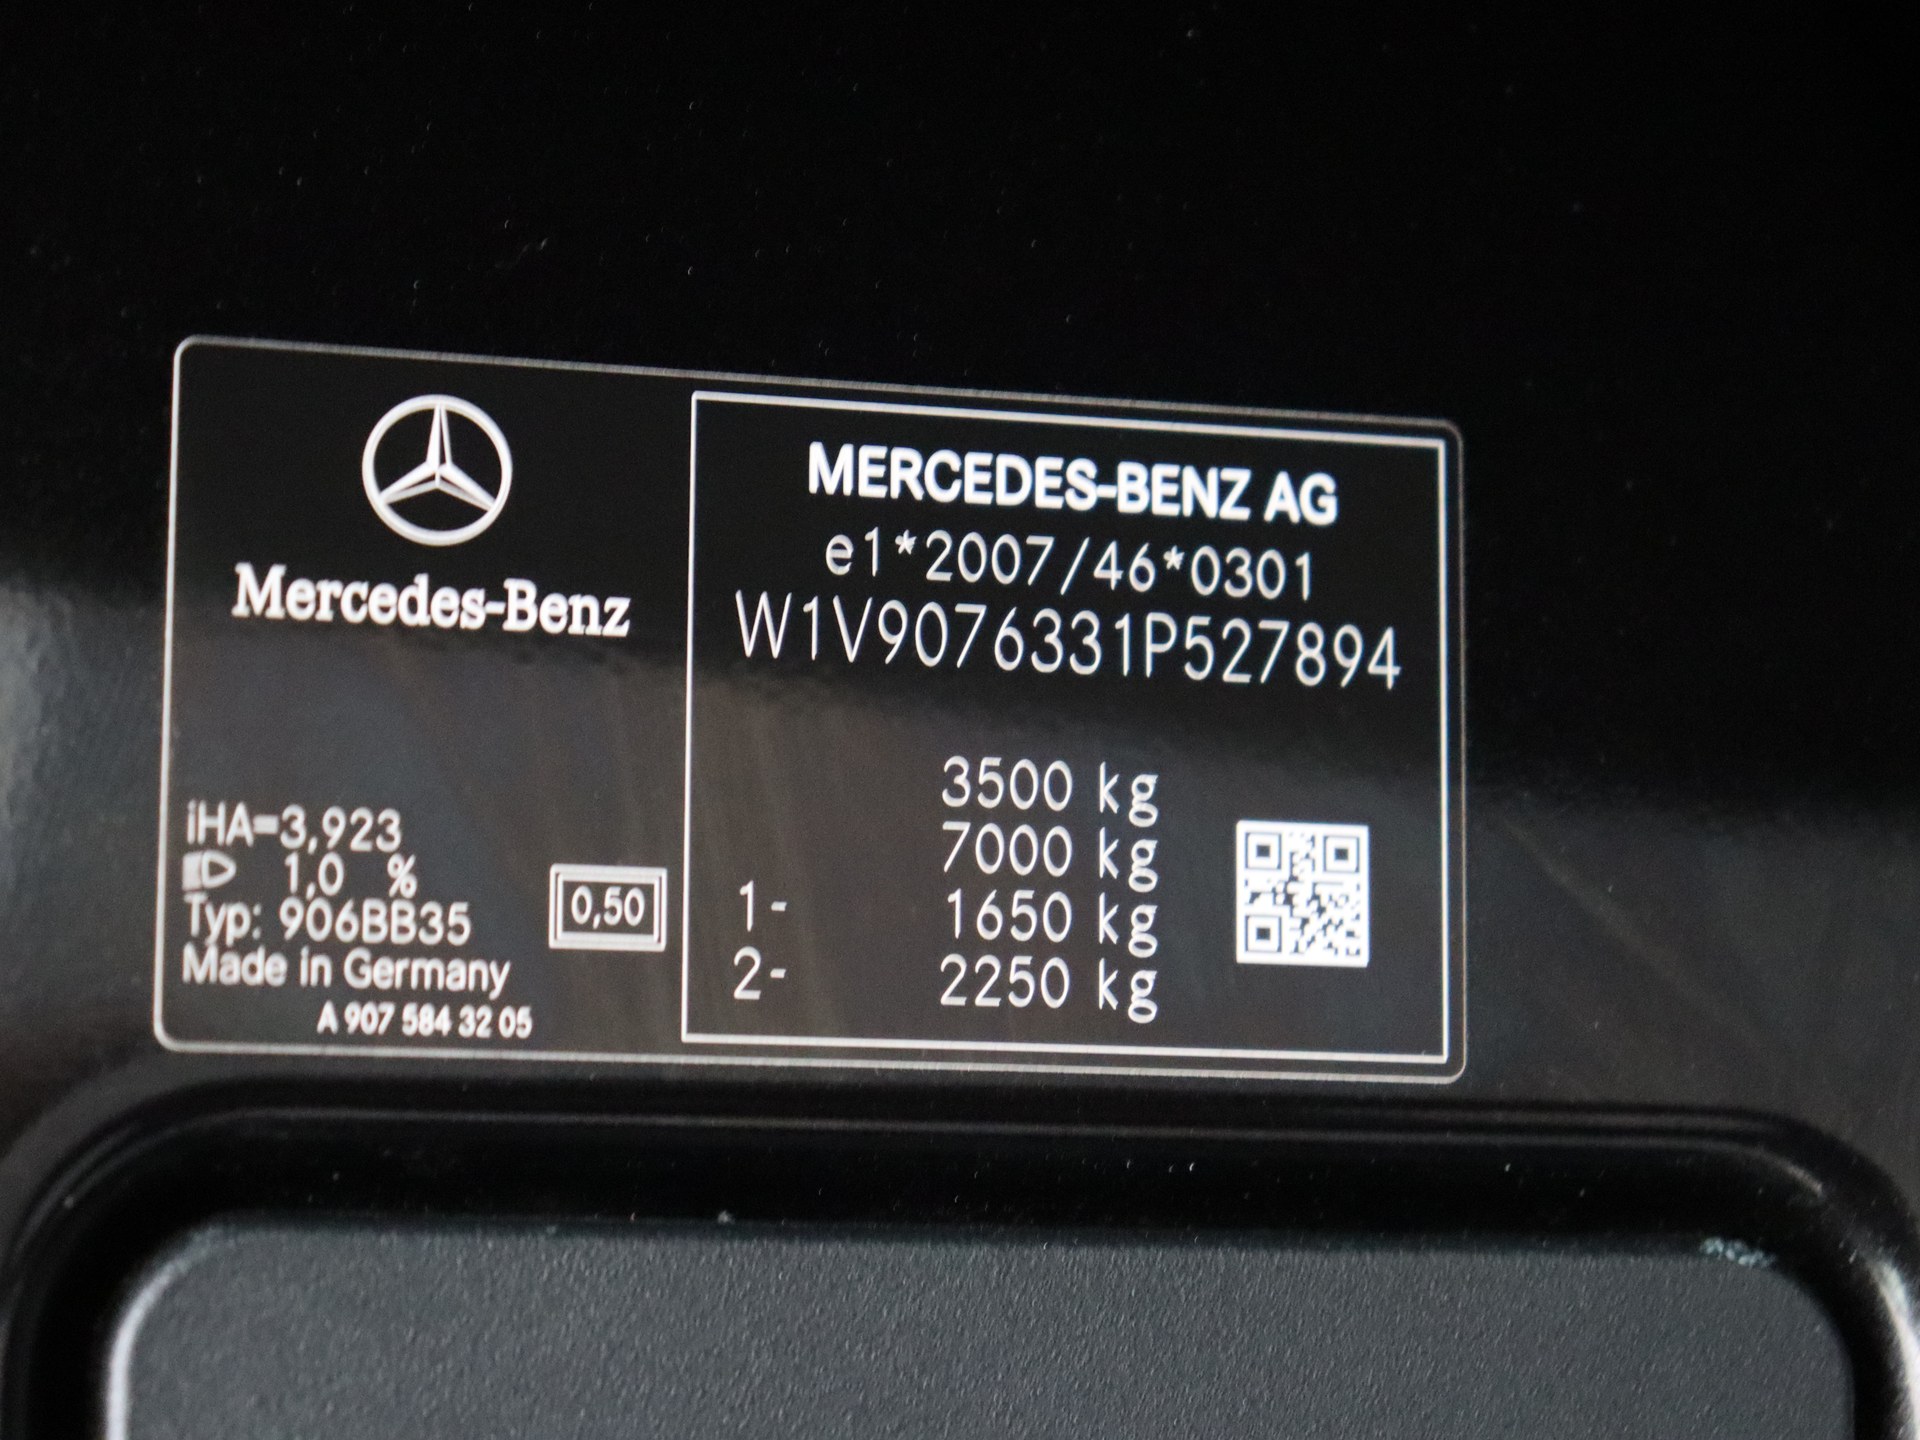 Mercedes-Benz
iHA=3,923
1,0 %
Typ: 906BB35
Made in Germany
A 907 584 32 05
0,50
MERCEDES-BENZ AG
e1*2007/46*0301
W1V9076331P527894
3500 kg
7000 kg
1- 1650 kg
2- 2250 kg